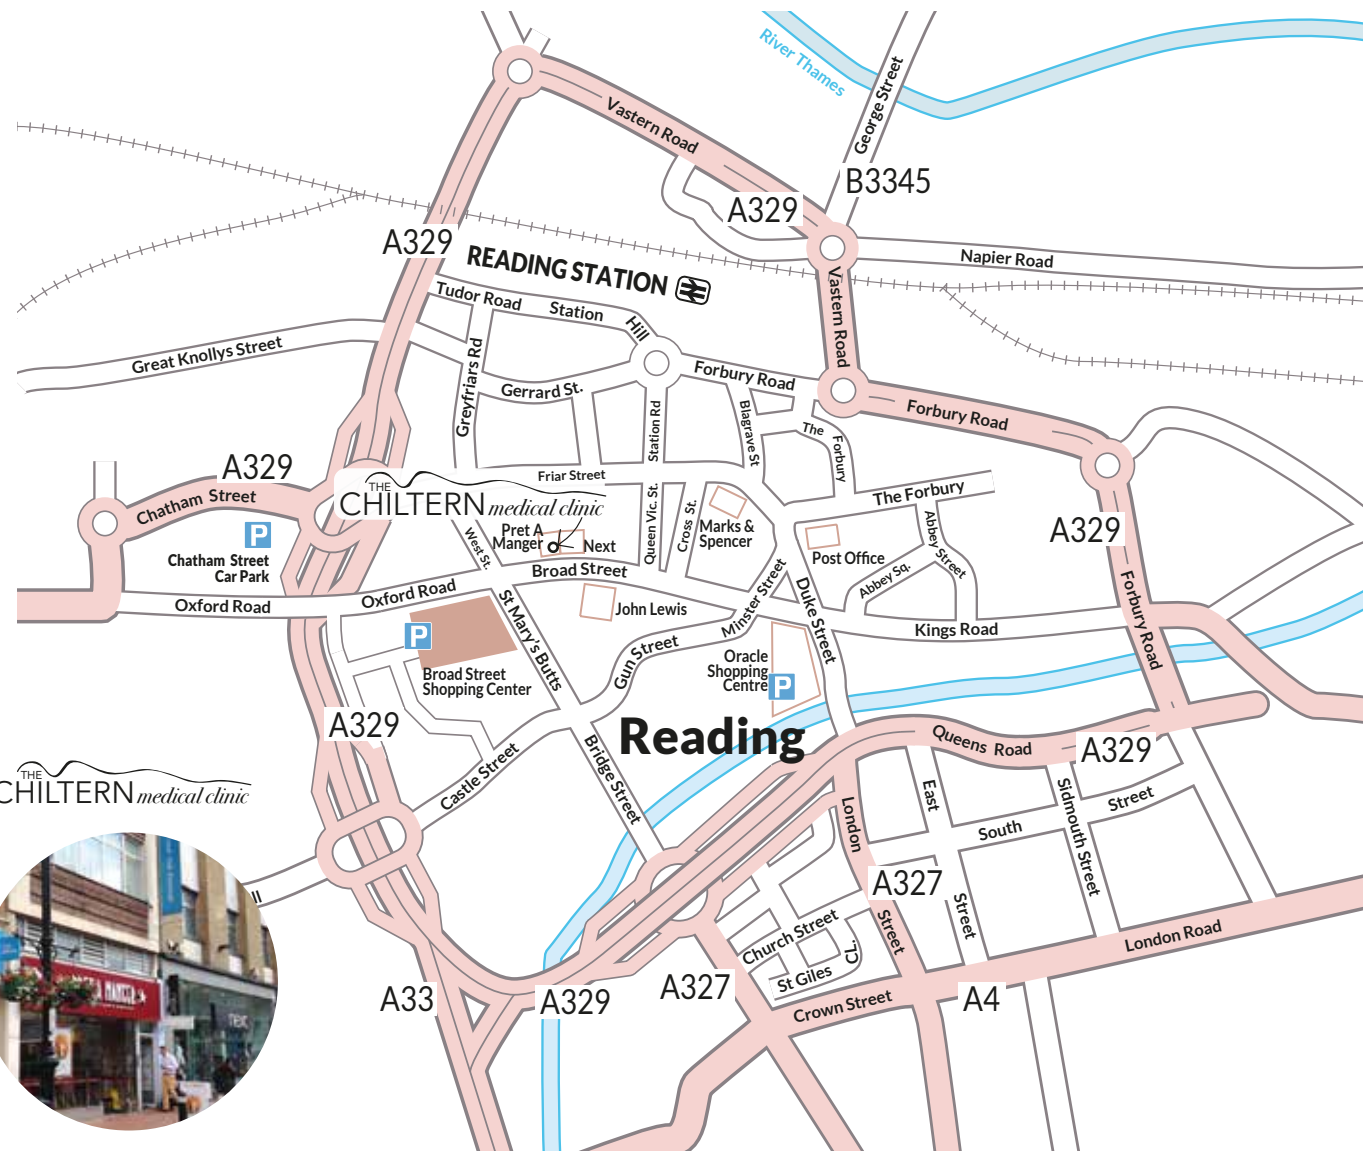 River Thames
George Street
Vastern Road
B3345
A329
A329
READING STATION
Napier Road
Vastern Road
Tudor Road
Station
Hill
Great Knollys Street
Greyfriars Rd
Gerrard St.
Forbury Road
Station Rd
Blagrave St
The
Forbury
Forbury Road
A329
Chatham Street
Friar Street
The Forbury
THE
CHILTERN medical clinic
P
Chatham Street
Car Park
West St.
Pret A
Manger
Next
Queen Vic. St.
Cross St.
Marks &
Spencer
Post Office
Abbey Street
Abbey Sq.
A329
Forbury Road
Broad Street
Oxford Road
Oxford Road
John Lewis
St Mary's Butts
Minster Street
Duke Street
Kings Road
P
Broad Street
Shopping Center
Gun Street
Oracle
Shopping
Centre
P
Reading
A329
Queens Road
A329
Castle Street
Bridge Street
THE
CHILTERN medical clinic
East
Street
Sidmouth Street
South
Street
London
Street
A327
ll
Church Street
St Giles
CL.
London Road
A33
A329
A327
Crown Street
A4